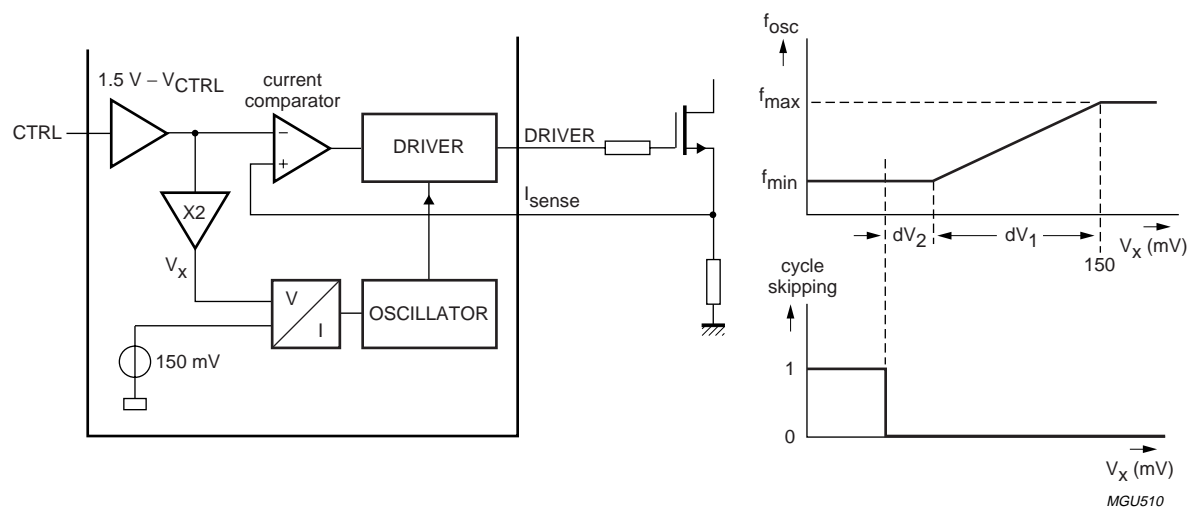 1.5 V − VCTRL
CTRL
current
comparator
−
+
DRIVER
DRIVER
Isense
X2
Vx
V
I
OSCILLATOR
150 mV
fosc
fmax
fmin
dV2
dV1
Vx (mV)
150
cycle
skipping
1
0
Vx (mV)
MGU510